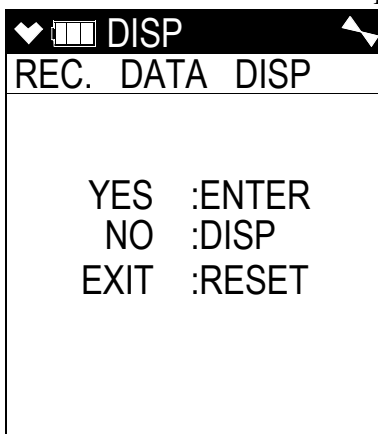 DISP
REC. DATA DISP
YES :ENTER
NO :DISP
EXIT :RESET